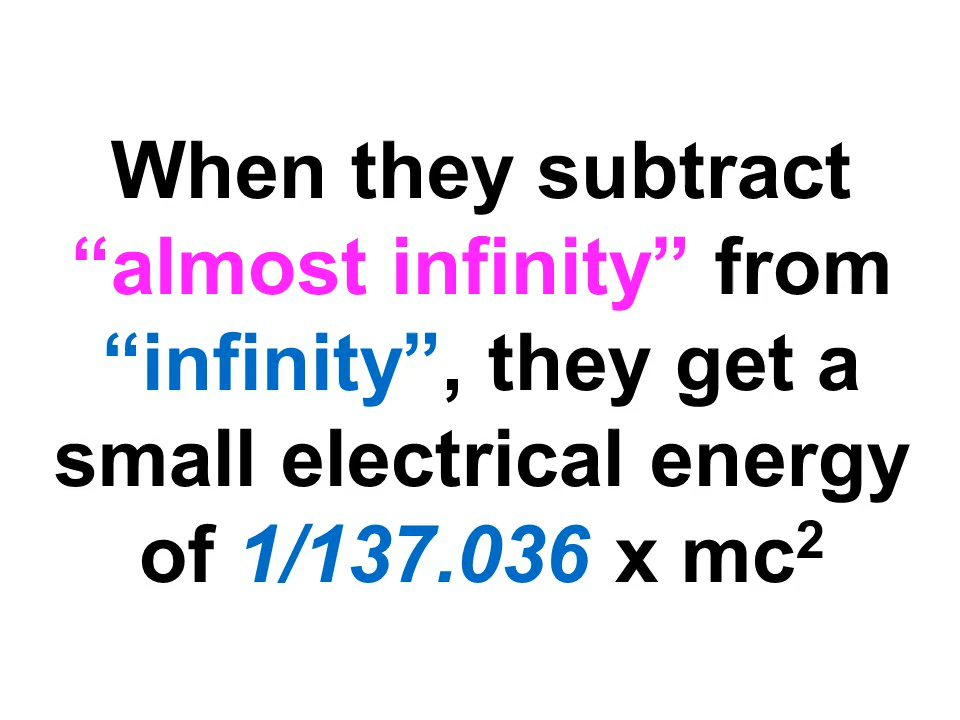 When they subtract
“almost infinity” from
“infinity”, they get a
small electrical energy
of 1/137.036 x mc²